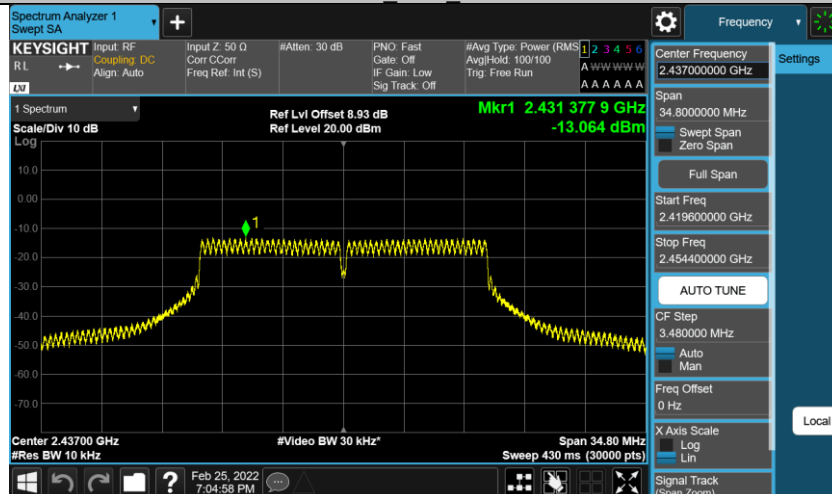 Spectrum Analyzer 1
Swept SA
+
Frequency
KEYSIGHT
RL
LXI
Input: RF
Coupling: DC
Align: Auto
Input Z: 50 Ω
Corr CCorr
Freq Ref: Int (S)
#Atten: 30 dB
PNO: Fast
Gate: Off
IF Gain: Low
Sig Track: Off
#Avg Type: Power (RMS
Avg|Hold: 100/100
Trig: Free Run
1 2 3 4 5 6
A W W W W W
A A A A A A
Center Frequency
2.437000000 GHz
Settings
Span
34.8000000 MHz
Swept Span
Zero Span
Full Span
Start Freq
2.419600000 GHz
Stop Freq
2.454400000 GHz
AUTO TUNE
CF Step
3.480000 MHz
Auto
Man
Freq Offset
0 Hz
X Axis Scale
Log
Lin
Local
Signal Track
(Span Zoom)
1 Spectrum
Scale/Div 10 dB
Log
Ref Lvl Offset 8.93 dB
Ref Level 20.00 dBm
Mkr1 2.431 377 9 GHz
-13.064 dBm
10.0
0.00
-10.0
-20.0
-30.0
-40.0
-50.0
-60.0
-70.0
1
Center 2.43700 GHz
#Res BW 10 kHz
#Video BW 30 kHz*
Span 34.80 MHz
Sweep 430 ms (30000 pts)
?
Feb 25, 2022
7:04:58 PM